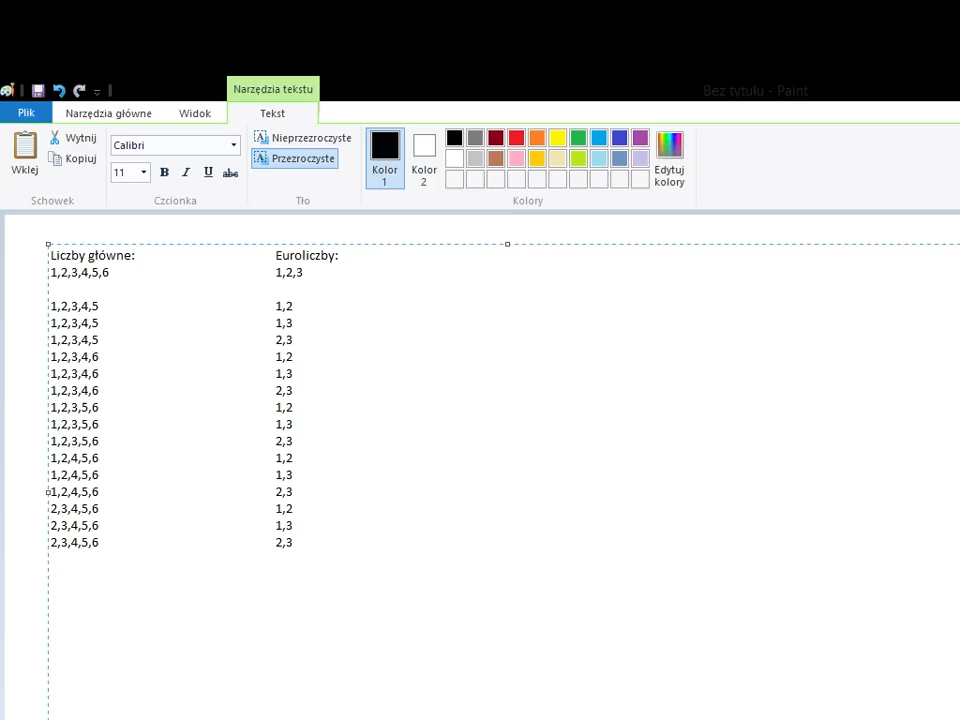 Bez tytułu - Paint
Narzędzia tekstu
Plik Narzędzia główne Widok Tekst
Wklej
Wytnij
Kopiuj
Schowek
Calibri
11 B I U abc
Czcionka
Nieprzezroczyste
Przezroczyste
Tło
Kolor 1
Kolor 2
Edytuj kolory
Kolory
Liczby główne: Euroliczby:
1,2,3,4,5,6 1,2,3
1,2,3,4,5 1,2
1,2,3,4,5 1,3
1,2,3,4,5 2,3
1,2,3,4,6 1,2
1,2,3,4,6 1,3
1,2,3,4,6 2,3
1,2,3,5,6 1,2
1,2,3,5,6 1,3
1,2,3,5,6 2,3
1,2,4,5,6 1,2
1,2,4,5,6 1,3
1,2,4,5,6 2,3
2,3,4,5,6 1,2
2,3,4,5,6 1,3
2,3,4,5,6 2,3